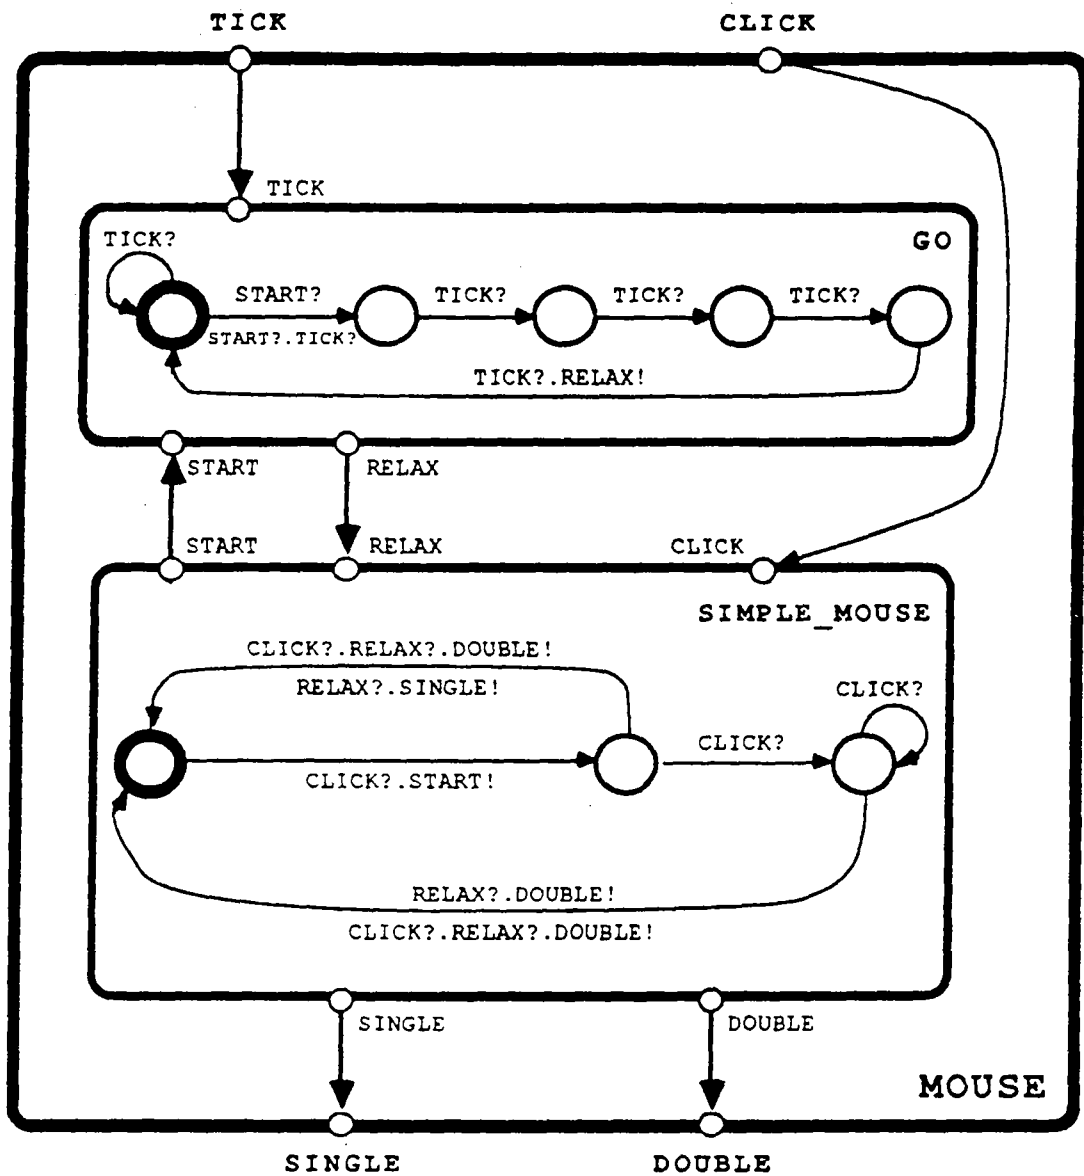 TICK CLICK
TICK
GO
TICK?
START? TICK? TICK? TICK?
START?.TICK?
TICK?.RELAX!
START RELAX
START RELAX CLICK
SIMPLE_MOUSE
CLICK?.RELAX?.DOUBLE!
RELAX?.SINGLE! CLICK?
CLICK?
CLICK?.START!
RELAX?.DOUBLE!
CLICK?.RELAX?.DOUBLE!
SINGLE DOUBLE
MOUSE
SINGLE DOUBLE